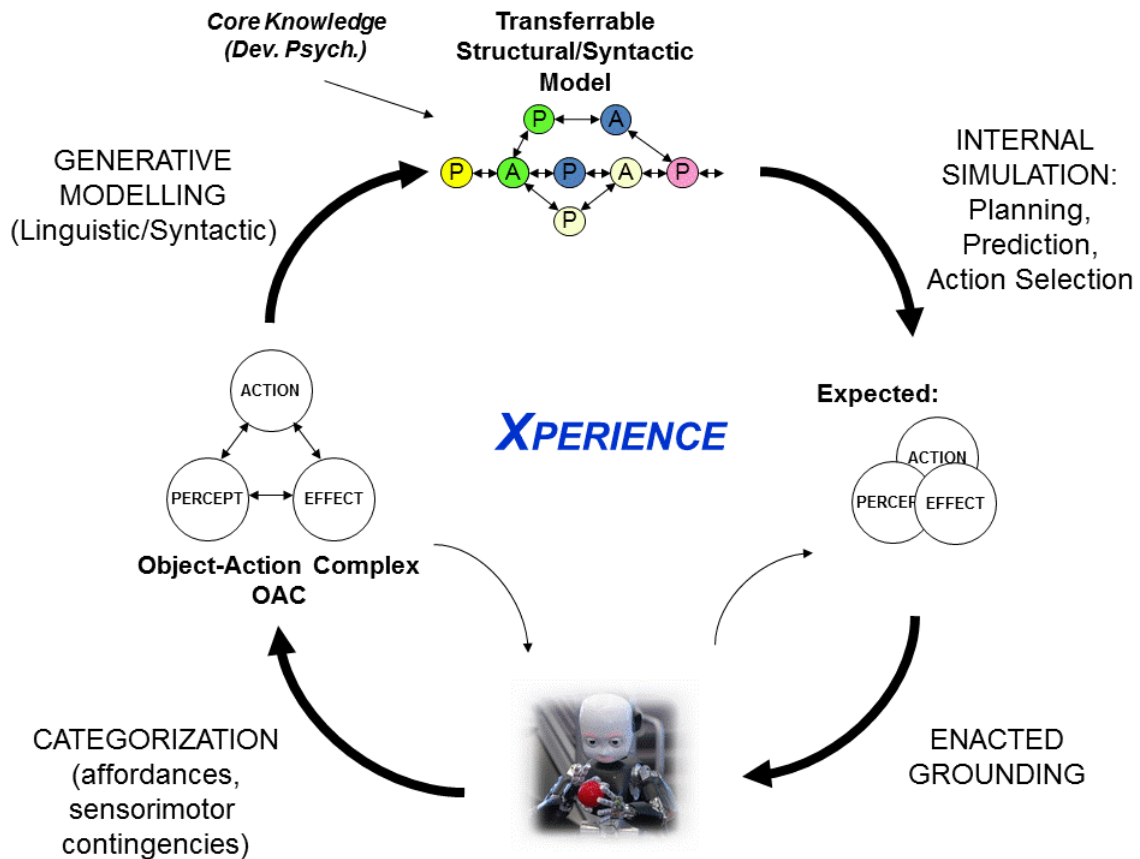 Core Knowledge
(Dev. Psych.)
Transferrable
Structural/Syntactic
Model
P A
P A P A P
P
GENERATIVE
MODELLING
(Linguistic/Syntactic)
INTERNAL
SIMULATION:
Planning,
Prediction,
Action Selection
ACTION
PERCEPT
EFFECT
Object-Action Complex
OAC
XPERIENCE
Expected:
ACTION
PERCEP
EFFECT
CATEGORIZATION
(affordances,
sensorimotor
contingencies)
ENACTED
GROUNDING